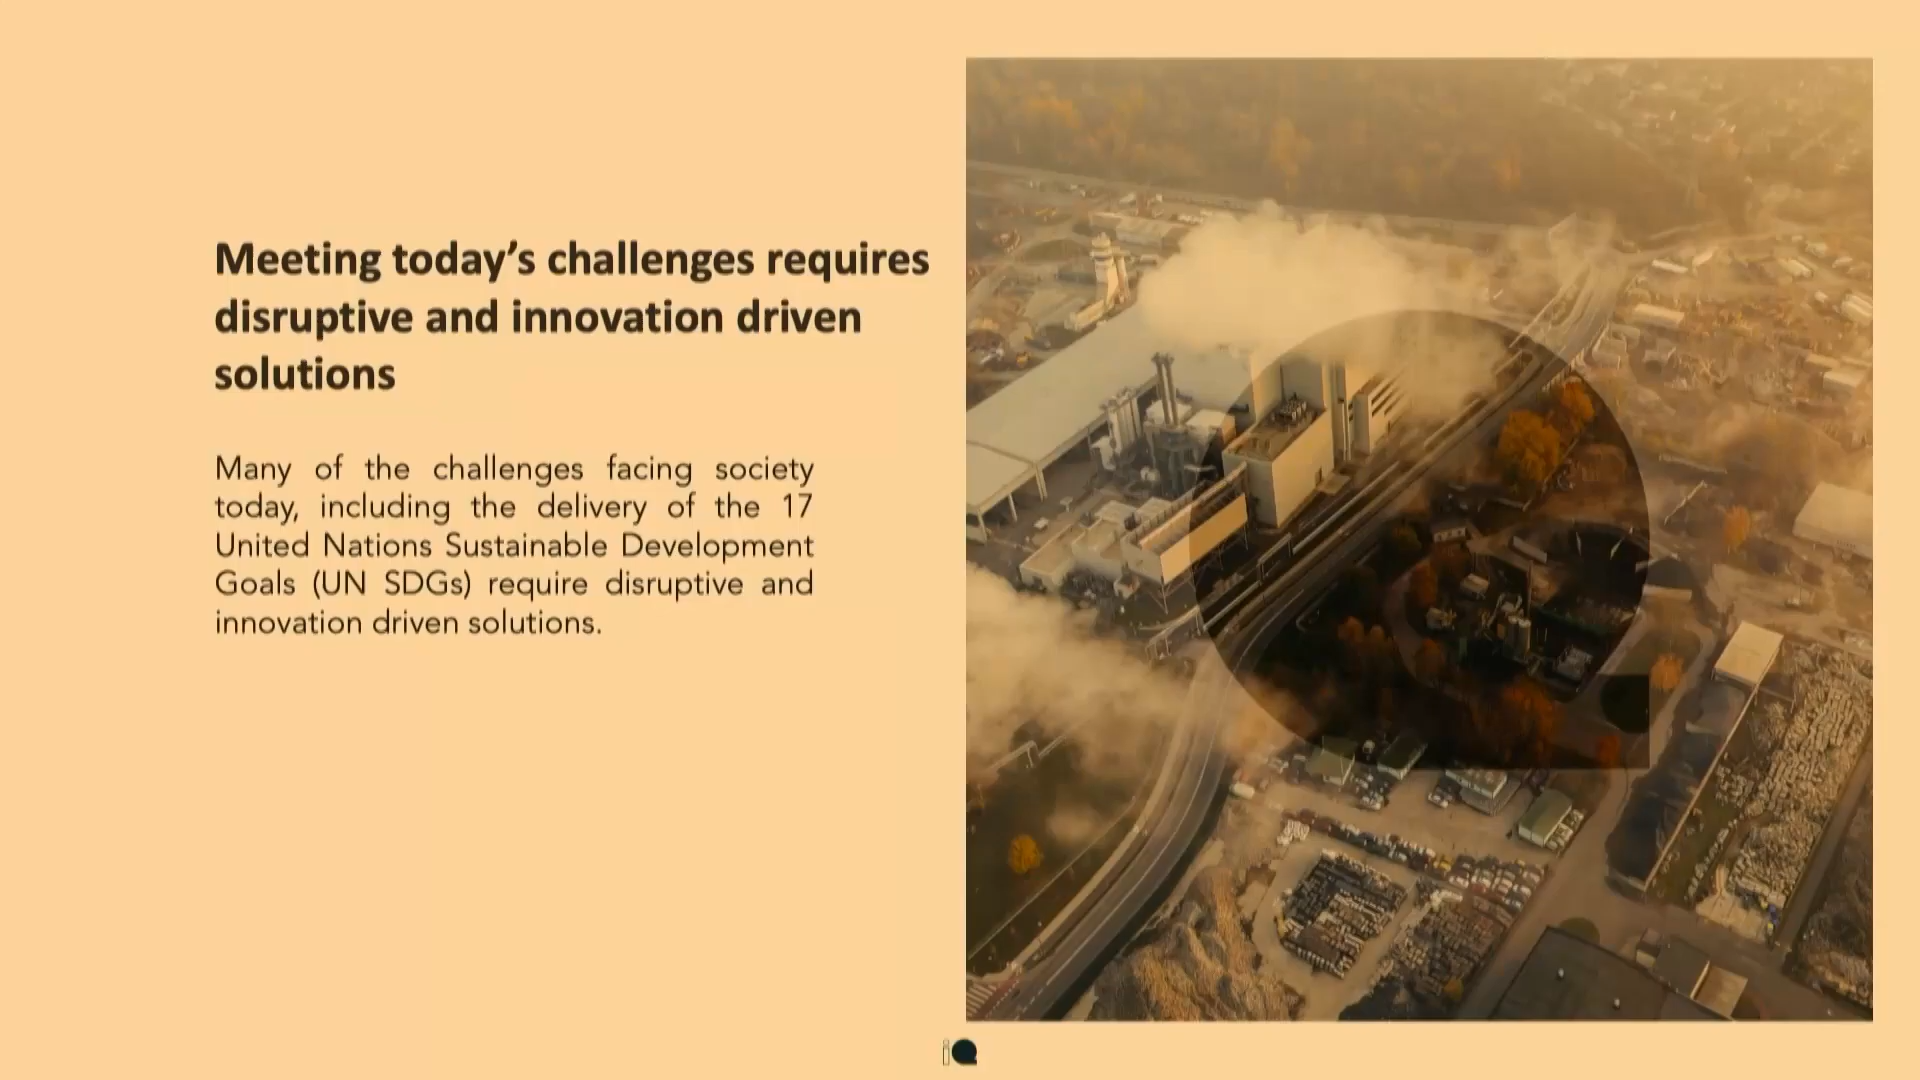 Meeting today’s challenges requires
disruptive and innovation driven
solutions
Many of the challenges facing society
today, including the delivery of the 17
United Nations Sustainable Development
Goals (UN SDGs) require disruptive and
innovation driven solutions.
iQ